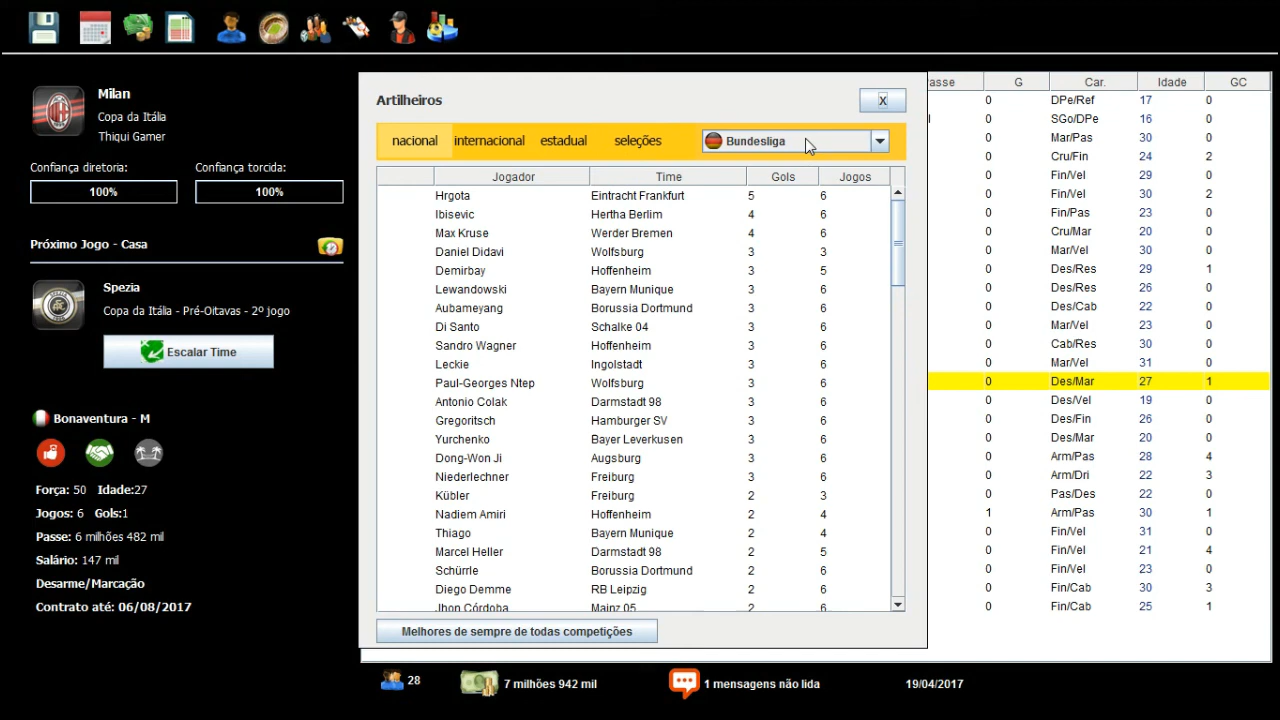 Milan
Copa da Itália
Thiqui Gamer
Confiança diretoria: Confiança torcida:
100% 100%
Próximo Jogo - Casa
Spezia
Copa da Itália - Pré-Oitavas - 2º jogo
Escalar Time
Bonaventura - M
Força: 50 Idade:27
Jogos: 6 Gols:1
Passe: 6 milhões 482 mil
Salário: 147 mil
Desarme/Marcação
Contrato até: 06/08/2017
Artilheiros X
nacional internacional estadual seleções Bundesliga
Jogador Time Gols Jogos
Hrgota Eintracht Frankfurt 5 6
Ibisevic Hertha Berlim 4 6
Max Kruse Werder Bremen 4 6
Daniel Didavi Wolfsburg 3 3
Demirbay Hoffenheim 3 5
Lewandowski Bayern Munique 3 6
Aubameyang Borussia Dortmund 3 6
Di Santo Schalke 04 3 6
Sandro Wagner Hoffenheim 3 6
Leckie Ingolstadt 3 6
Paul-Georges Ntep Wolfsburg 3 6
Antonio Colak Darmstadt 98 3 6
Gregoritsch Hamburger SV 3 6
Yurchenko Bayer Leverkusen 3 6
Dong-Won Ji Augsburg 3 6
Niederlechner Freiburg 3 6
Kübler Freiburg 2 3
Nadiem Amiri Hoffenheim 2 4
Thiago Bayern Munique 2 4
Marcel Heller Darmstadt 98 2 5
Schürrle Borussia Dortmund 2 6
Diego Demme RB Leipzig 2 6
Jhon Córdoba Mainz 05 2 6
Melhores de sempre de todas competições
asse G Car. Idade GC
0 DPe/Ref 17 0
0 SGo/DPe 16 0
0 Mar/Pas 30 0
0 Cru/Fin 24 2
0 Fin/Vel 29 0
0 Fin/Vel 30 2
0 Fin/Pas 23 0
0 Cru/Mar 20 0
0 Mar/Vel 30 0
0 Des/Res 29 1
0 Des/Res 26 0
0 Des/Cab 22 0
0 Mar/Vel 23 0
0 Cab/Res 30 0
0 Mar/Vel 31 0
0 Des/Mar 27 1
0 Des/Vel 19 0
0 Des/Fin 26 0
0 Des/Mar 20 0
0 Arm/Pas 28 4
0 Arm/Dri 22 3
0 Pas/Des 22 0
1 Arm/Pas 30 1
0 Fin/Vel 31 0
0 Fin/Vel 21 4
0 Fin/Vel 23 0
0 Fin/Cab 30 3
0 Fin/Cab 25 1
28 7 milhões 942 mil 1 mensagens não lida 19/04/2017